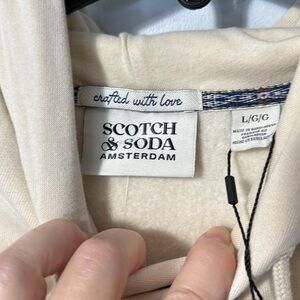 crafted with love
SCOTCH
& SODA
AMSTERDAM
L/G/G